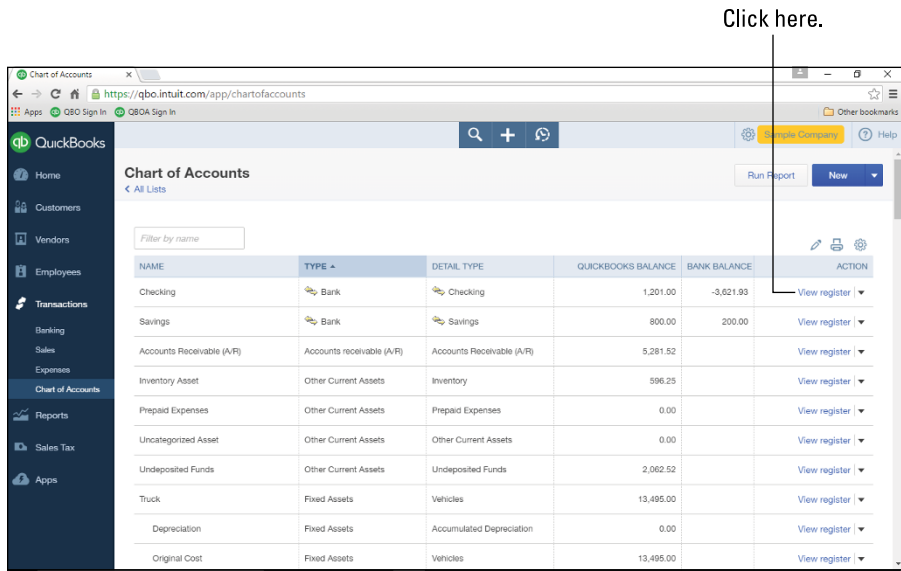 Click here.
Chart of Accounts
https://qbo.intuit.com/app/chartofaccounts
Apps QBO Sign In QBOA Sign In Other bookmarks
qb QuickBooks
Sample Company ? Help
Home
Customers
Vendors
Employees
Transactions
Banking
Sales
Expenses
Chart of Accounts
Reports
Sales Tax
Apps
Chart of Accounts
< All Lists
Run Report New
Filter by name
NAME TYPE DETAIL TYPE QUICKBOOKS BALANCE BANK BALANCE ACTION
Checking Bank Checking 1,201.00 -3,621.93 View register
Savings Bank Savings 800.00 200.00 View register
Accounts Receivable (A/R) Accounts receivable (A/R) Accounts Receivable (A/R) 5,281.52 View register
Inventory Asset Other Current Assets Inventory 596.25 View register
Prepaid Expenses Other Current Assets Prepaid Expenses 0.00 View register
Uncategorized Asset Other Current Assets Other Current Assets 0.00 View register
Undeposited Funds Other Current Assets Undeposited Funds 2,062.52 View register
Truck Fixed Assets Vehicles 13,495.00 View register
Depreciation Fixed Assets Accumulated Depreciation 0.00 View register
Original Cost Fixed Assets Vehicles 13,495.00 View register